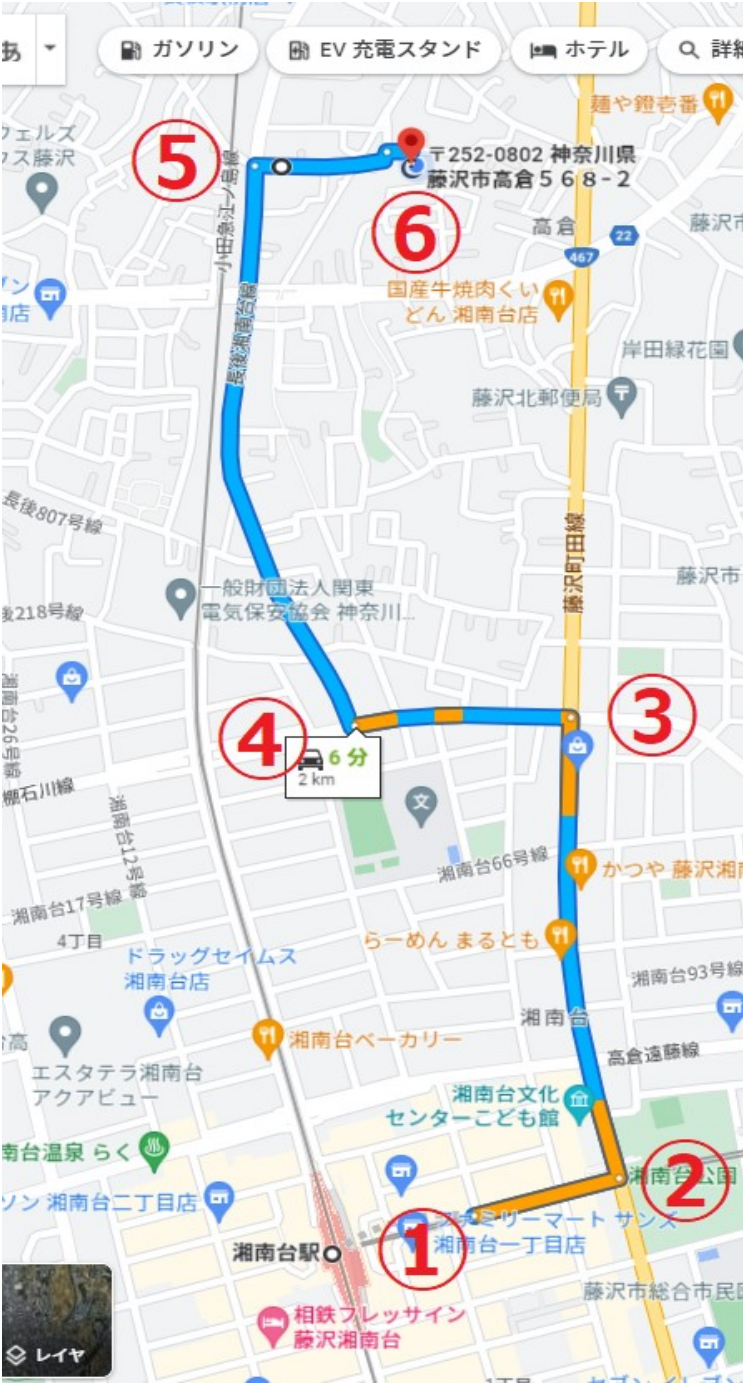 あ
ガソリン
EV 充電スタンド
ホテル
麺や鐙壱番
ウェルズ
ス藤沢
⑤
〒252-0802 神奈川県
藤沢市高倉５６８−２
小田急江ノ島線
⑥
高倉
22
467
藤沢市
国産牛焼肉くい
どん 湘南台店
長後湘南台線
岸田緑花園
藤沢北郵便局
長後807号線
藤沢町田線
一般財団法人関東
電気保安協会 神奈川...
藤沢市
後218号線
湘南台26号線
④
③
6 分
2 km
棚石川線
湘南台12号線
文
湘南台66号線
かつや 藤沢湘南
湘南台17号線
4丁目
らーめん まるとも
ドラッグセイムス
湘南台店
湘南台93号線
湘南台
湘南台ベーカリー
エスタテラ湘南台
アクアビュー
高倉遠藤線
湘南台文化
センターこども館
南台温泉 らく
②
湘南台公園
ソン 湘南台二丁目店
ファミリーマート サンズ
湘南台一丁目店
①
湘南台駅
藤沢市総合市民
相鉄フレッサイン
藤沢湘南台
レイヤ
1丁目